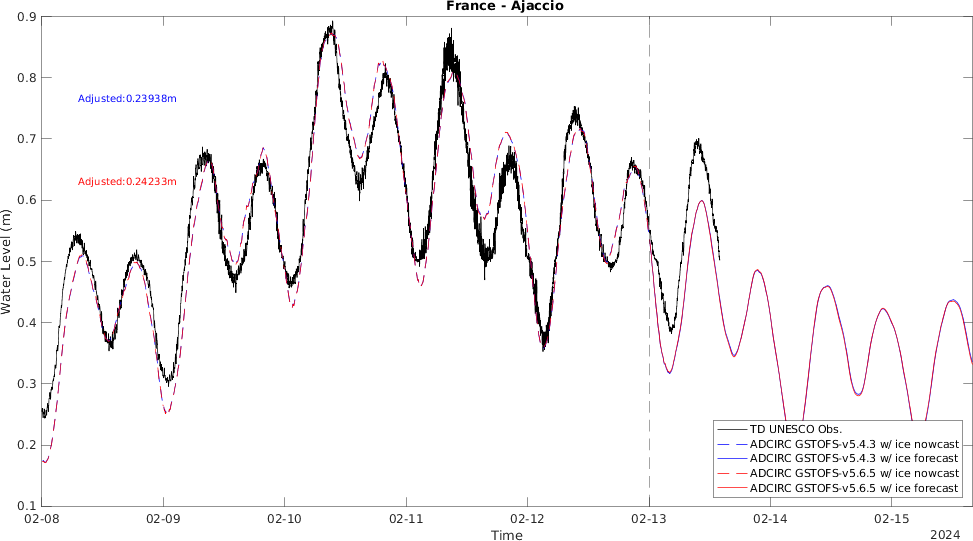 France - Ajaccio
0.9
0.8
0.7
0.6
0.5
0.4
0.3
0.2
0.1
Water Level (m)
Adjusted:0.23938m
Adjusted:0.24233m
TD UNESCO Obs.
ADCIRC GSTOFS-v5.4.3 w/ ice nowcast
ADCIRC GSTOFS-v5.4.3 w/ ice forecast
ADCIRC GSTOFS-v5.6.5 w/ ice nowcast
ADCIRC GSTOFS-v5.6.5 w/ ice forecast
02-08 02-09 02-10 02-11 02-12 02-13 02-14 02-15
Time
2024